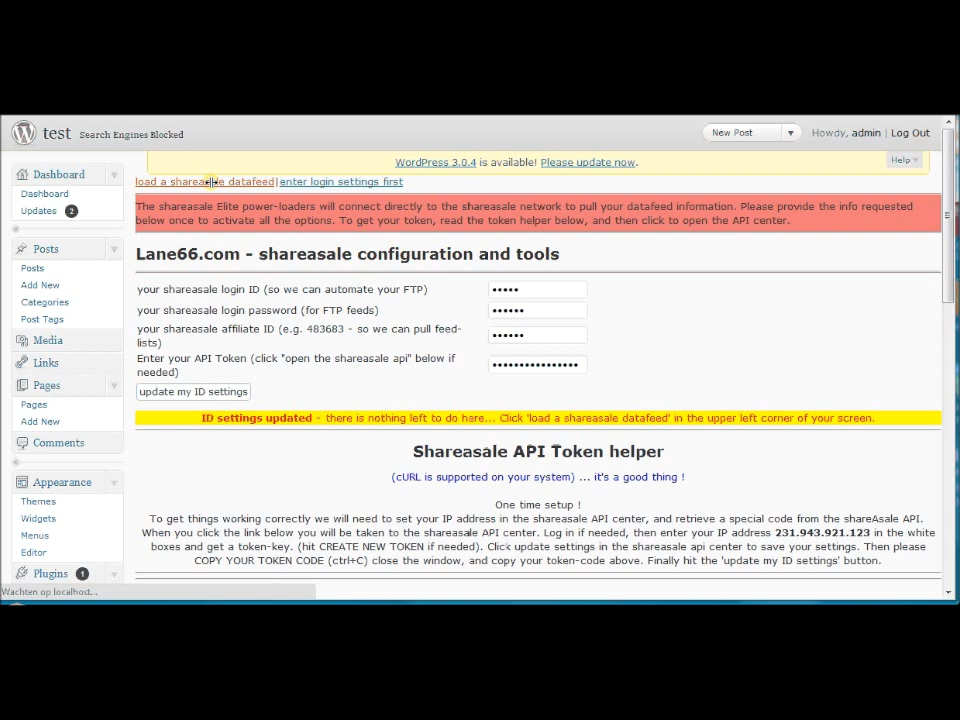 test Search Engines Blocked
New Post
Howdy, admin | Log Out
WordPress 3.0.4 is available! Please update now.
Help
load a shareasale datafeed| enter login settings first
The shareasale Elite power-loaders will connect directly to the shareasale network to pull your datafeed information. Please provide the info requested
below once to activate all the options. To get your token, read the token helper below, and then click to open the API center.
Lane66.com - shareasale configuration and tools
your shareasale login ID (so we can automate your FTP)
•••••
your shareasale login password (for FTP feeds)
••••••
your shareasale affiliate ID (e.g. 483683 - so we can pull feed-
lists)
••••••
Enter your API Token (click "open the shareasale api" below if
needed)
••••••••••••••••
update my ID settings
ID settings updated - there is nothing left to do here... Click 'load a shareasale datafeed' in the upper left corner of your screen.
Shareasale API Token helper
(cURL is supported on your system) ... it's a good thing !
One time setup !
To get things working correctly we will need to set your IP address in the shareasale API center, and retrieve a special code from the shareAsale API.
When you click the link below you will be taken to the shareasale API center. Log in if needed, then enter your IP address 231.943.921.123 in the white
boxes and get a token-key. (hit CREATE NEW TOKEN if needed). Click update settings in the shareasale api center to save your settings. Then please
COPY YOUR TOKEN CODE (ctrl+C) close the window, and copy your token-code above. Finally hit the 'update my ID settings' button.
Dashboard
Dashboard
Updates 2
Posts
Posts
Add New
Categories
Post Tags
Media
Links
Pages
Pages
Add New
Comments
Appearance
Themes
Widgets
Menus
Editor
Plugins 1
Wachten op localhost...